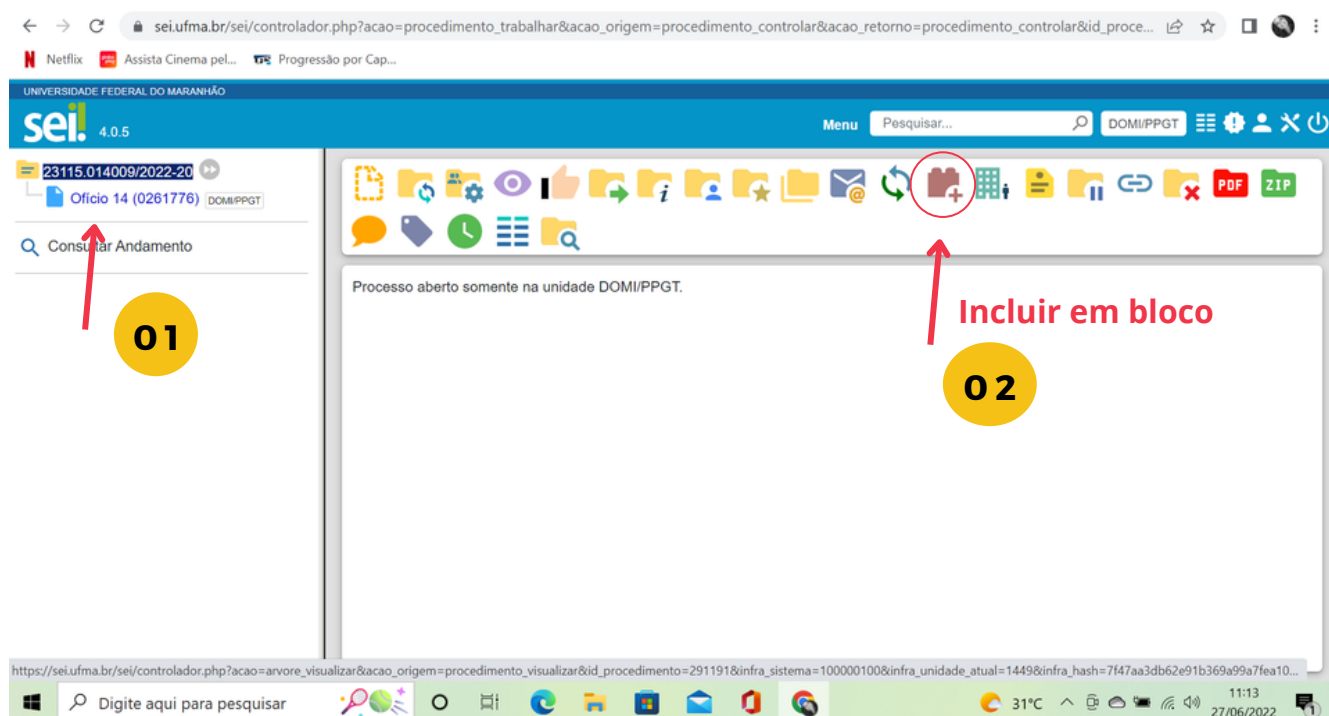 sei.ufma.br/sei/controlador.php?acao=procedimento_trabalhar&acao_origem=procedimento_controlar&acao_retorno=procedimento_controlar&id_proce...
N Netflix Assista Cinema pel... Progressão por Cap...
UNIVERSIDADE FEDERAL DO MARANHÃO
sei! 4.0.5 Menu Pesquisar... DOMI/PPGT
23115.014009/2022-20
Ofício 14 (0261776) DOMI/PPGT
PDF ZIP
Consultar Andamento
Processo aberto somente na unidade DOMI/PPGT.
Incluir em bloco
01
02
https://sei.ufma.br/sei/controlador.php?acao=arvore_visualizar&acao_origem=procedimento_visualizar&id_procedimento=291191&infra_sistema=100000100&infra_unidade_atual=1449&infra_hash=7f47aa3db62e91b369a99a7fea10...
Digite aqui para pesquisar 31°C 11:13
27/06/2022